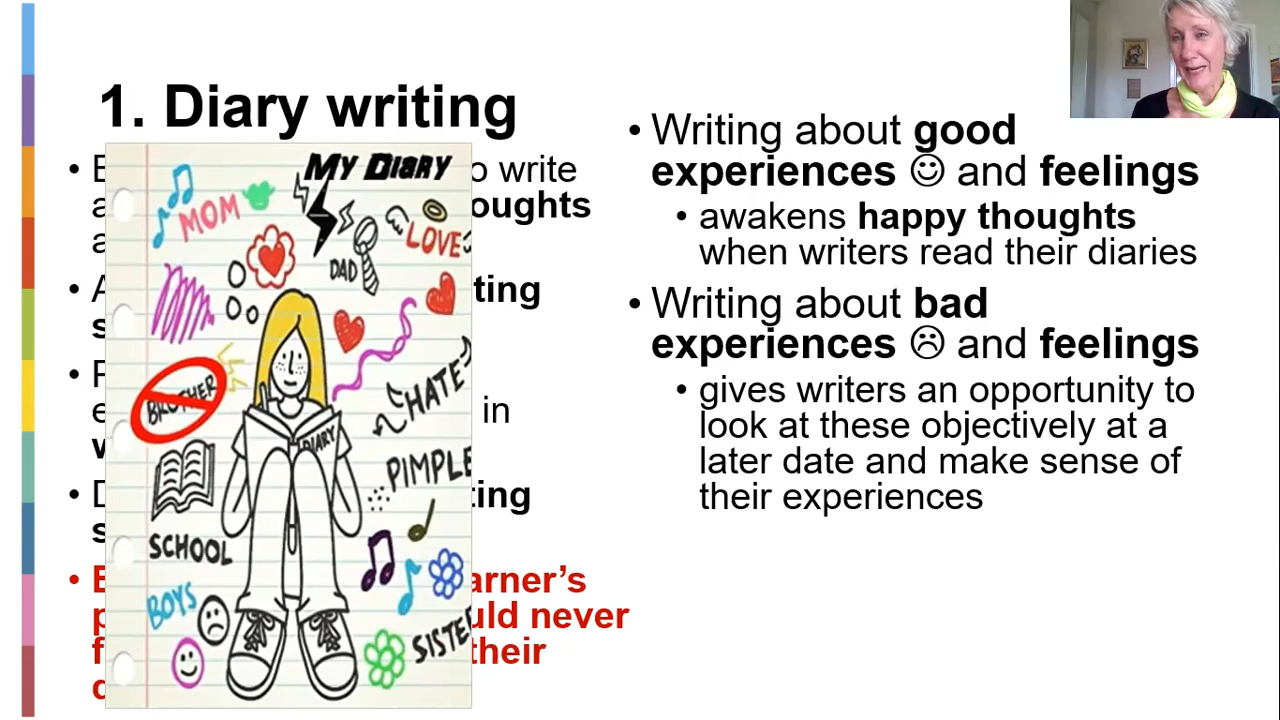 1. Diary writing
o write
oughts
ting
in
ting
arner's
uld never
their
MY DIARY
MOM
LOVE
DAD
BROTHER
HATE
DIARY
PIMPLE
SCHOOL
BOYS
SISTE
• Writing about good
experiences ☺ and feelings
• awakens happy thoughts
when writers read their diaries
• Writing about bad
experiences ☹ and feelings
• gives writers an opportunity to
look at these objectively at a
later date and make sense of
their experiences